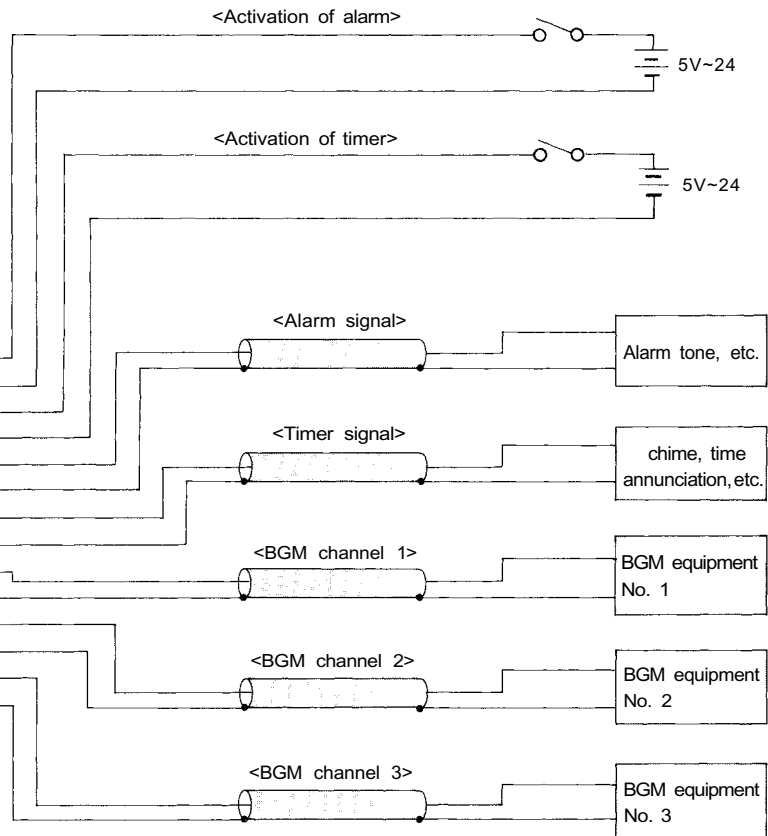 <Activation of alarm>
5V~24
<Activation of timer>
5V~24
<Alarm signal>
Alarm tone, etc.
<Timer signal>
chime, time
annunciation, etc.
<BGM channel 1>
BGM equipment
No. 1
<BGM channel 2>
BGM equipment
No. 2
<BGM channel 3>
BGM equipment
No. 3